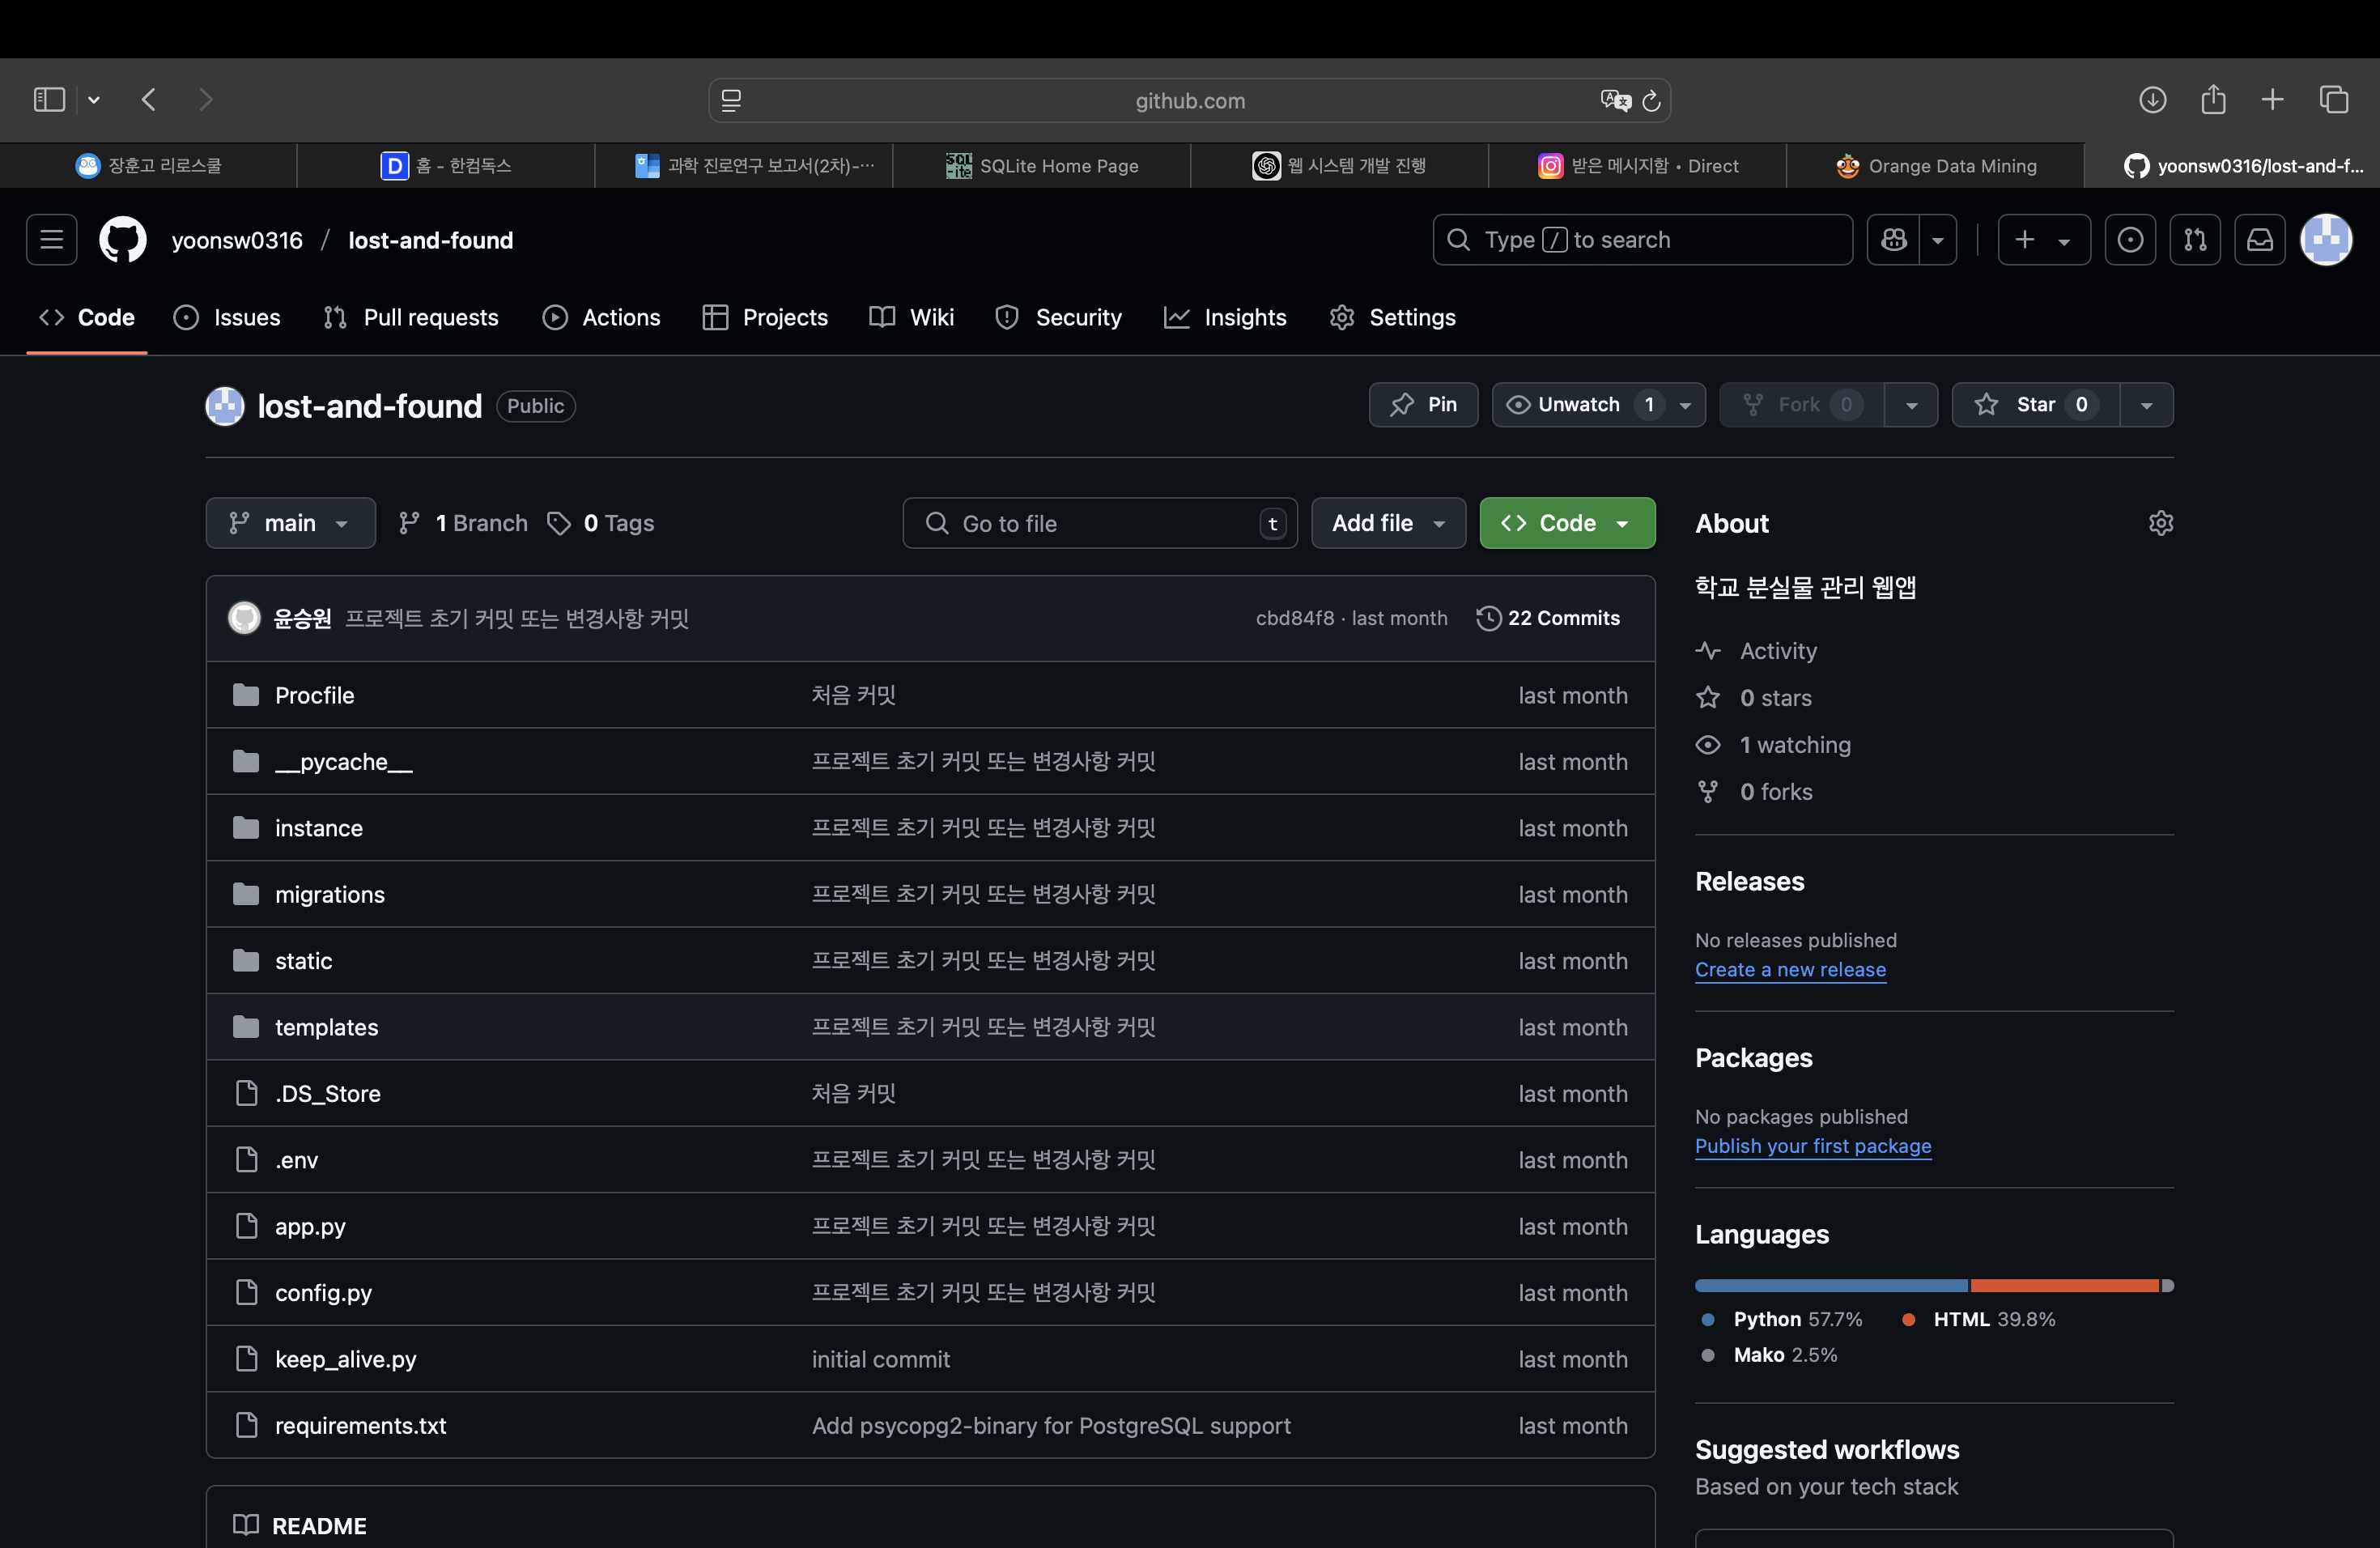 github.com
장훈고 리로스쿨
D 홈 - 한컴독스
과학 진로연구 보고서(2차)-...
SQLite Home Page
웹 시스템 개발 진행
받은 메시지함 • Direct
Orange Data Mining
yoonsw0316/lost-and-f...
yoonsw0316 / lost-and-found
Type / to search
Code
Issues
Pull requests
Actions
Projects
Wiki
Security
Insights
Settings
lost-and-found Public
Pin
Unwatch 1
Fork 0
Star 0
main
1 Branch
0 Tags
Go to file t
Add file
Code
윤승원 프로젝트 초기 커밋 또는 변경사항 커밋 cbd84f8 · last month 22 Commits
Procfile 처음 커밋 last month
__pycache__ 프로젝트 초기 커밋 또는 변경사항 커밋 last month
instance 프로젝트 초기 커밋 또는 변경사항 커밋 last month
migrations 프로젝트 초기 커밋 또는 변경사항 커밋 last month
static 프로젝트 초기 커밋 또는 변경사항 커밋 last month
templates 프로젝트 초기 커밋 또는 변경사항 커밋 last month
.DS_Store 처음 커밋 last month
.env 프로젝트 초기 커밋 또는 변경사항 커밋 last month
app.py 프로젝트 초기 커밋 또는 변경사항 커밋 last month
config.py 프로젝트 초기 커밋 또는 변경사항 커밋 last month
keep_alive.py initial commit last month
requirements.txt Add psycopg2-binary for PostgreSQL support last month
README
About
학교 분실물 관리 웹앱
Activity
0 stars
1 watching
0 forks
Releases
No releases published
Create a new release
Packages
No packages published
Publish your first package
Languages
Python 57.7% HTML 39.8%
Mako 2.5%
Suggested workflows
Based on your tech stack